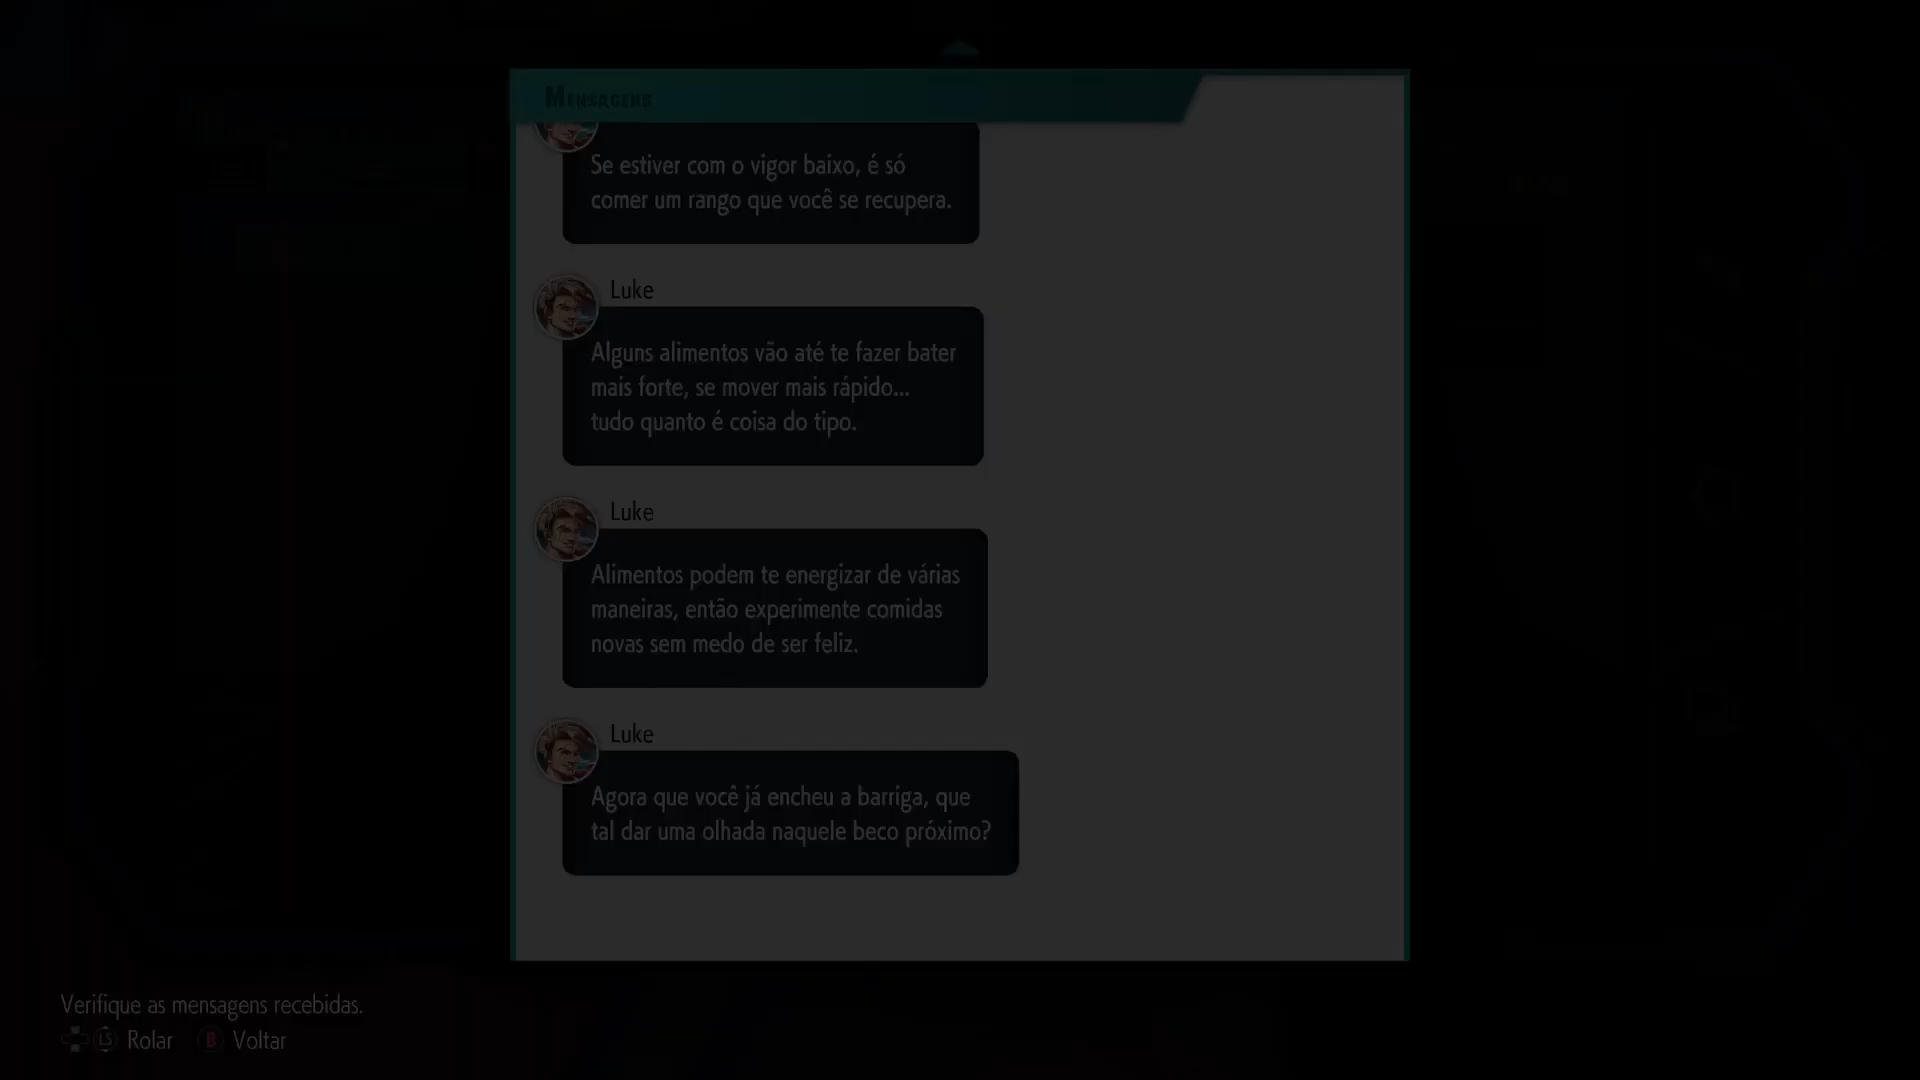 Mensagens
Se estiver com o vigor baixo, é só
comer um rango que você se recupera.
Luke
Alguns alimentos vão até te fazer bater
mais forte, se mover mais rápido...
tudo quanto é coisa do tipo.
Luke
Alimentos podem te energizar de várias
maneiras, então experimente comidas
novas sem medo de ser feliz.
Luke
Agora que você já encheu a barriga, que
tal dar uma olhada naquele beco próximo?
Verifique as mensagens recebidas.
LS Rolar B Voltar